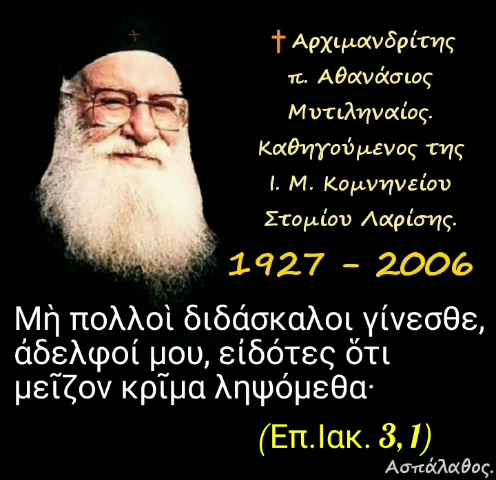 † Αρχιμανδρίτης
π. Αθανάσιος
Μυτιληναίος.
Καθηγούμενος της
Ι. Μ. Κομνηνείου
Στομίου Λαρίσης.
1927 - 2006
Μὴ πολλοὶ διδάσκαλοι γίνεσθε,
ἀδελφοί μου, εἰδότες ὅτι
μεῖζον κρῖμα ληψόμεθα·
(Επ.Ιακ. 3,1)
Ασπάλαθος.